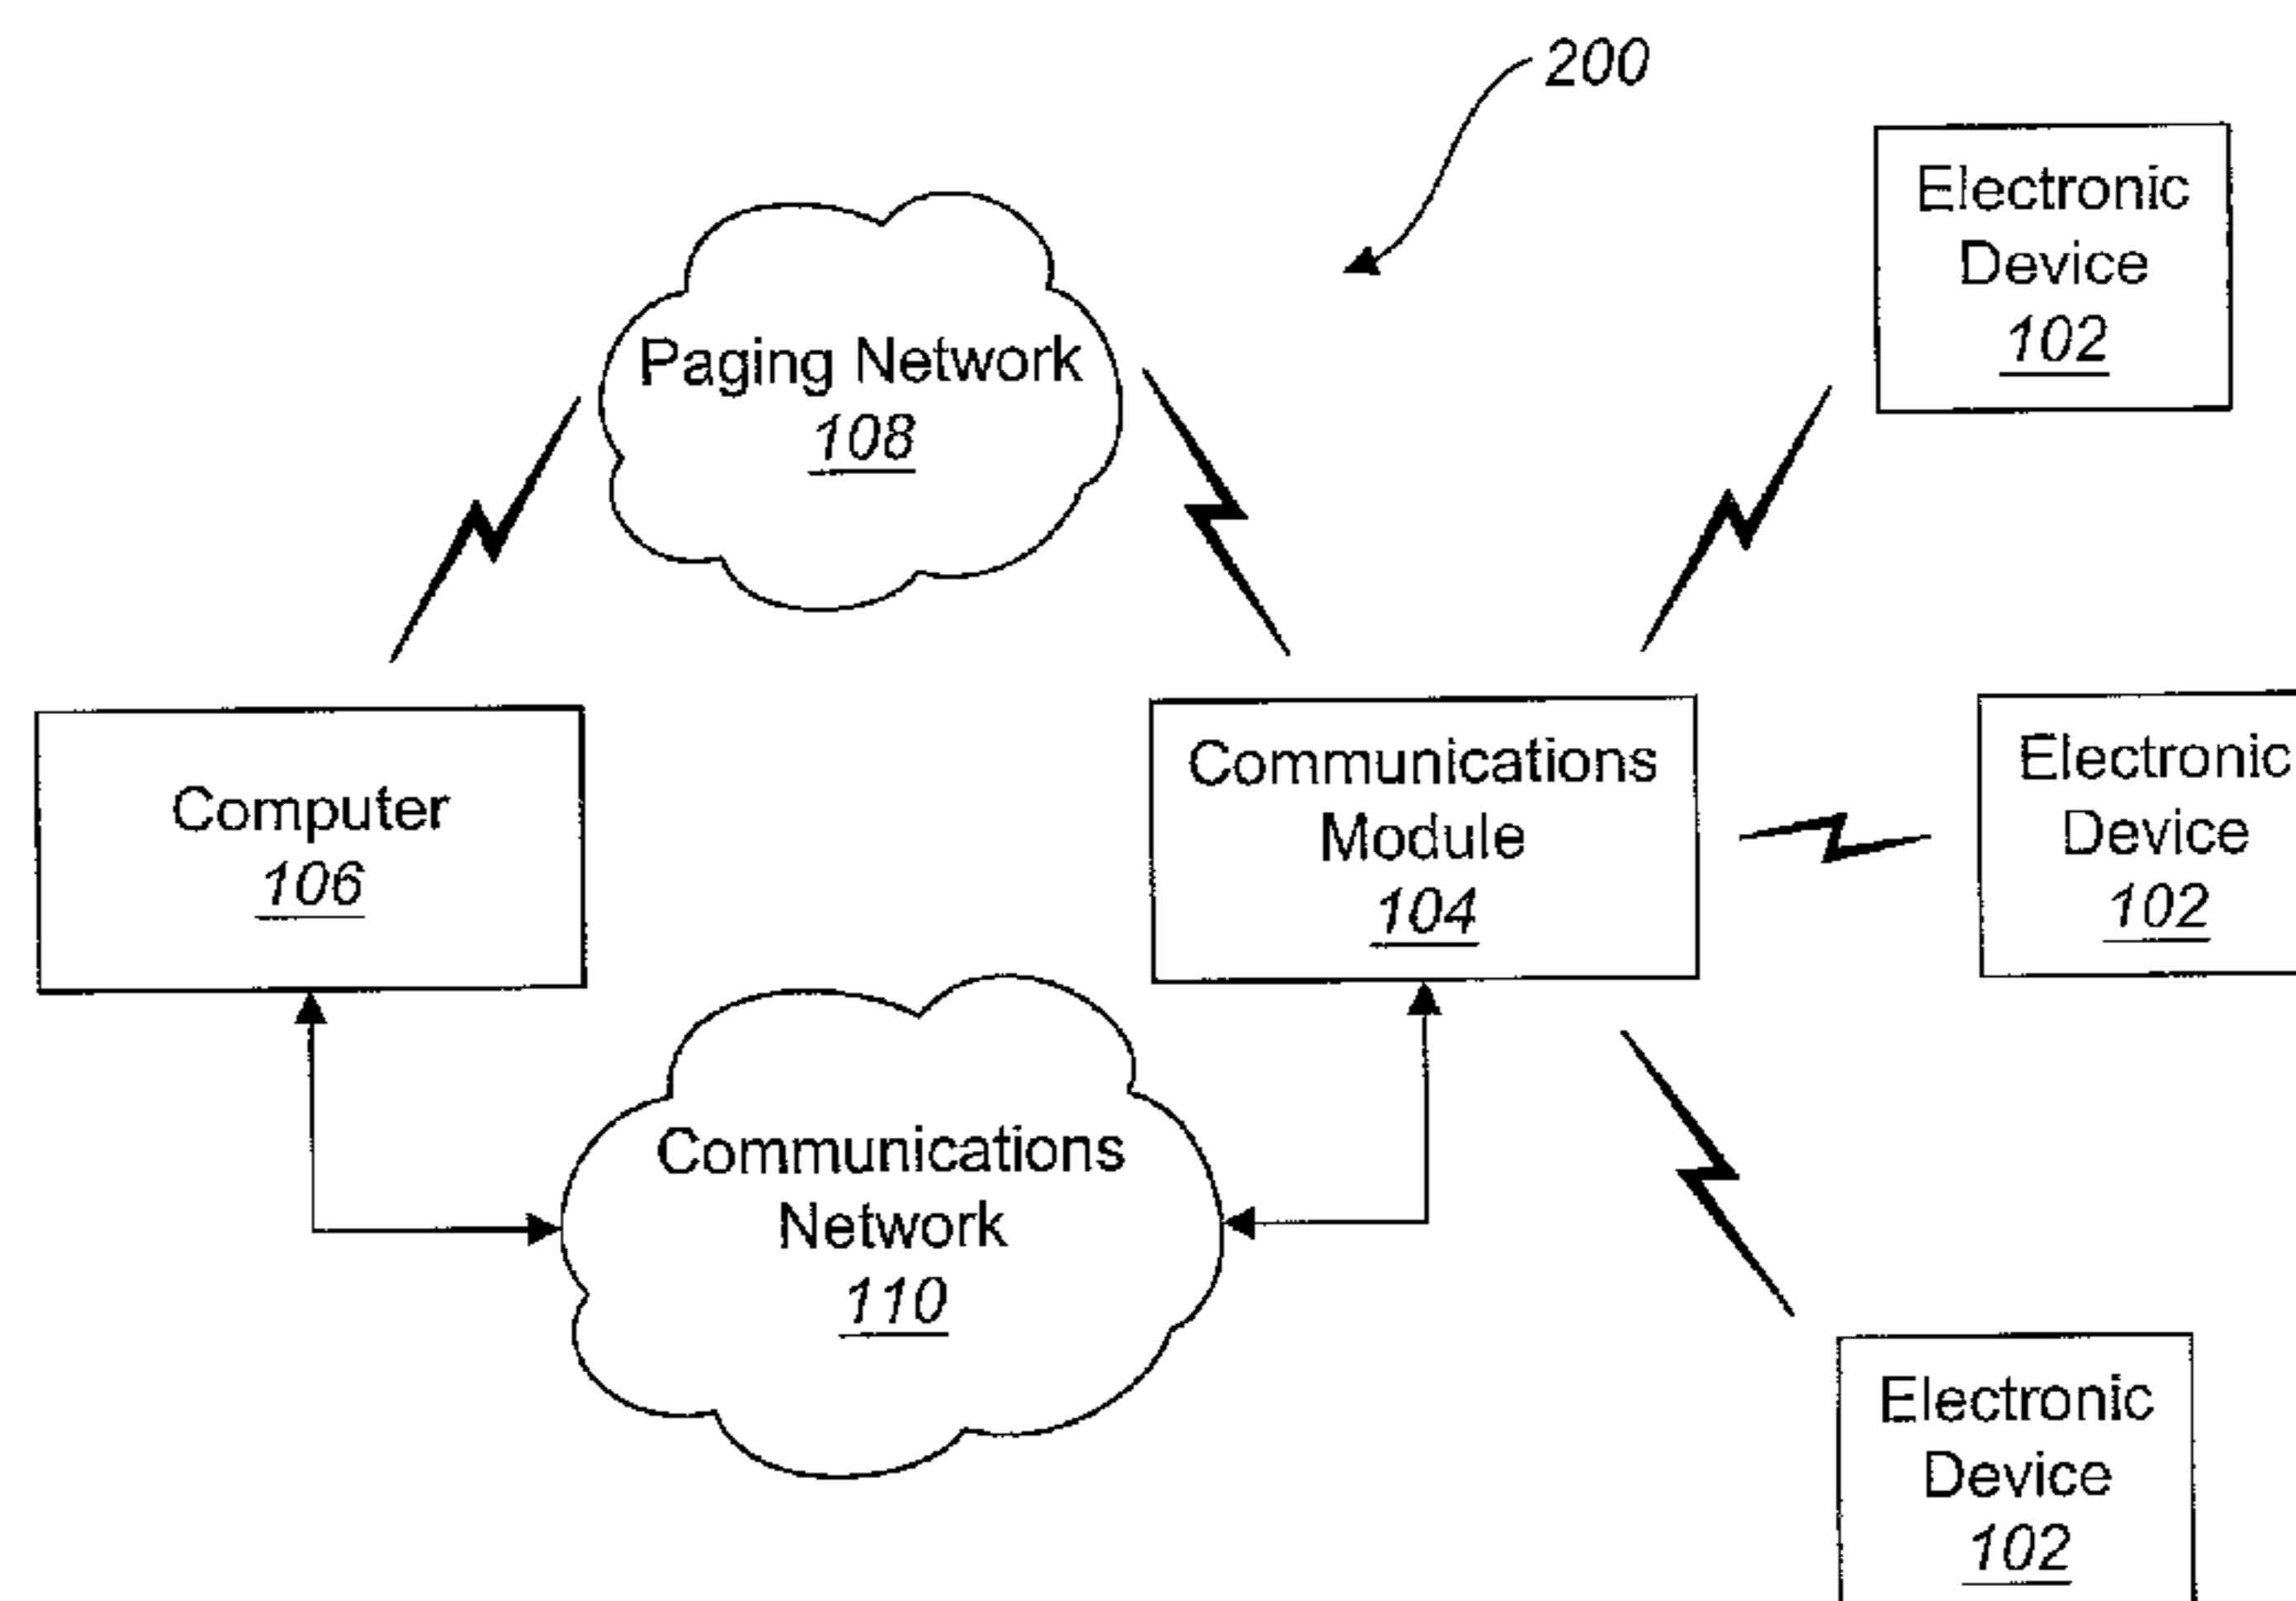 200
Electronic
Device
102
Paging Network
108
Computer
106
Communications
Module
104
Electronic
Device
102
Communications
Network
110
Electronic
Device
102